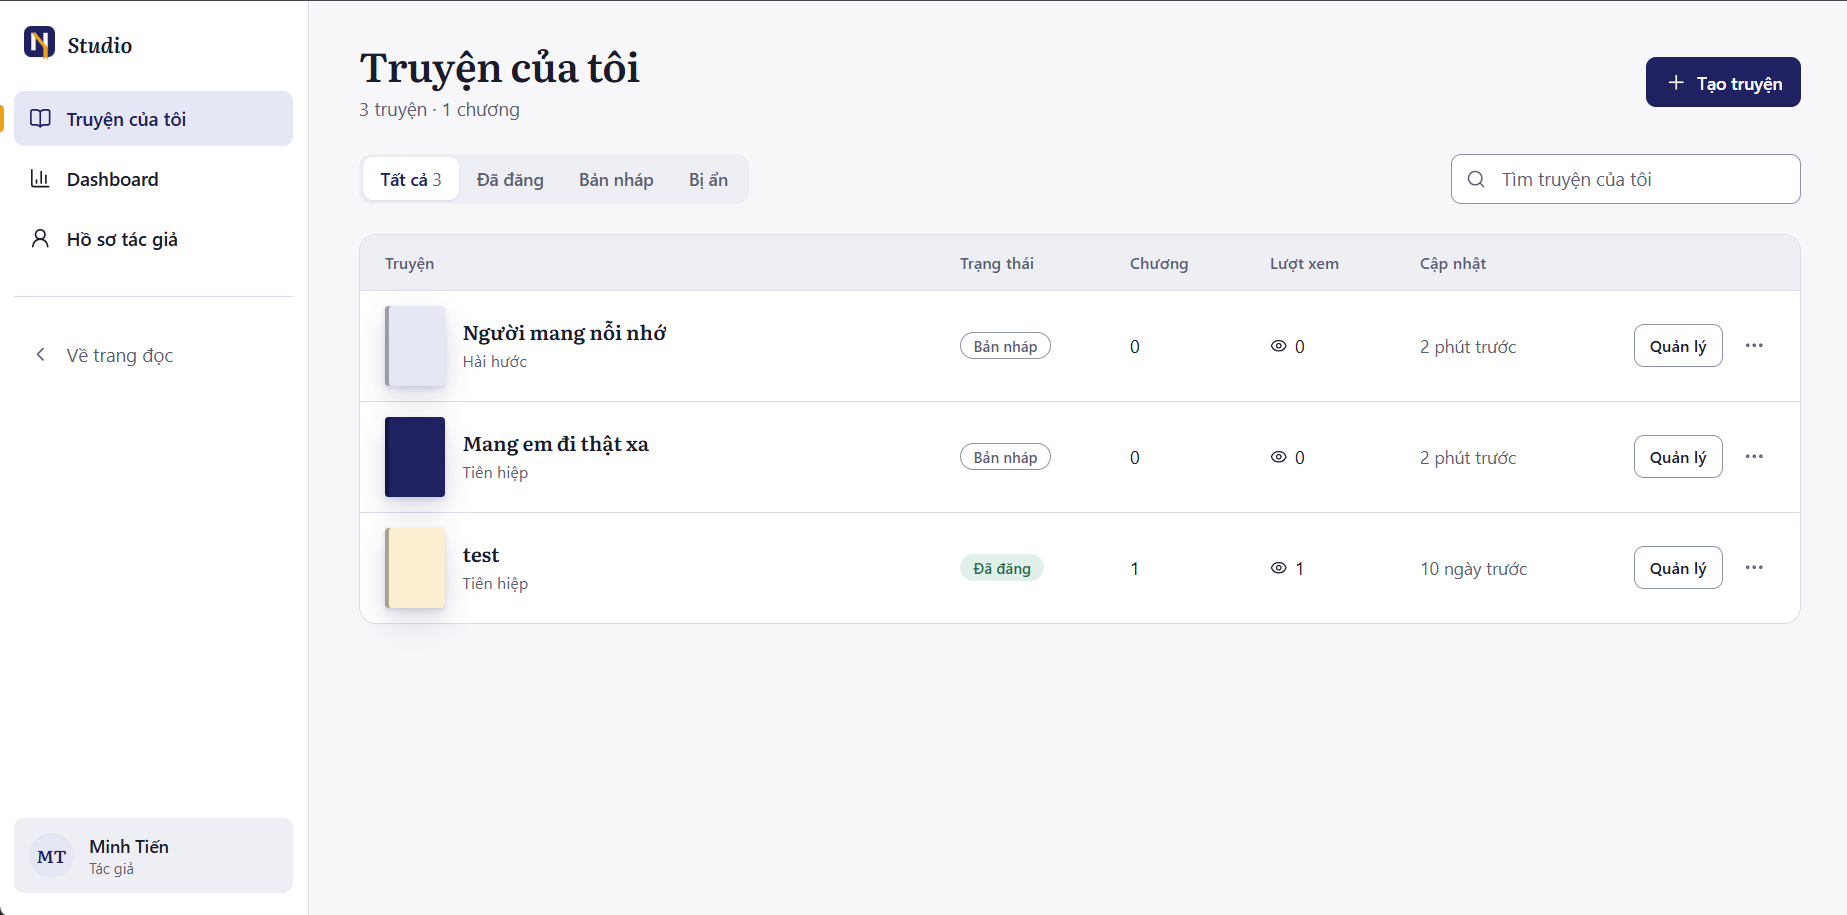 Studio
Truyện của tôi
Dashboard
Hồ sơ tác giả
Về trang đọc
MT
Minh Tiến
Tác giả
Truyện của tôi
3 truyện · 1 chương
+ Tạo truyện
Tất cả 3 Đã đăng Bản nháp Bị ẩn
Tìm truyện của tôi
Truyện Trạng thái Chương Lượt xem Cập nhật
Người mang nỗi nhớ
Hài hước
Bản nháp 0 0 2 phút trước Quản lý ...
Mang em đi thật xa
Tiên hiệp
Bản nháp 0 0 2 phút trước Quản lý ...
test
Tiên hiệp
Đã đăng 1 1 10 ngày trước Quản lý ...